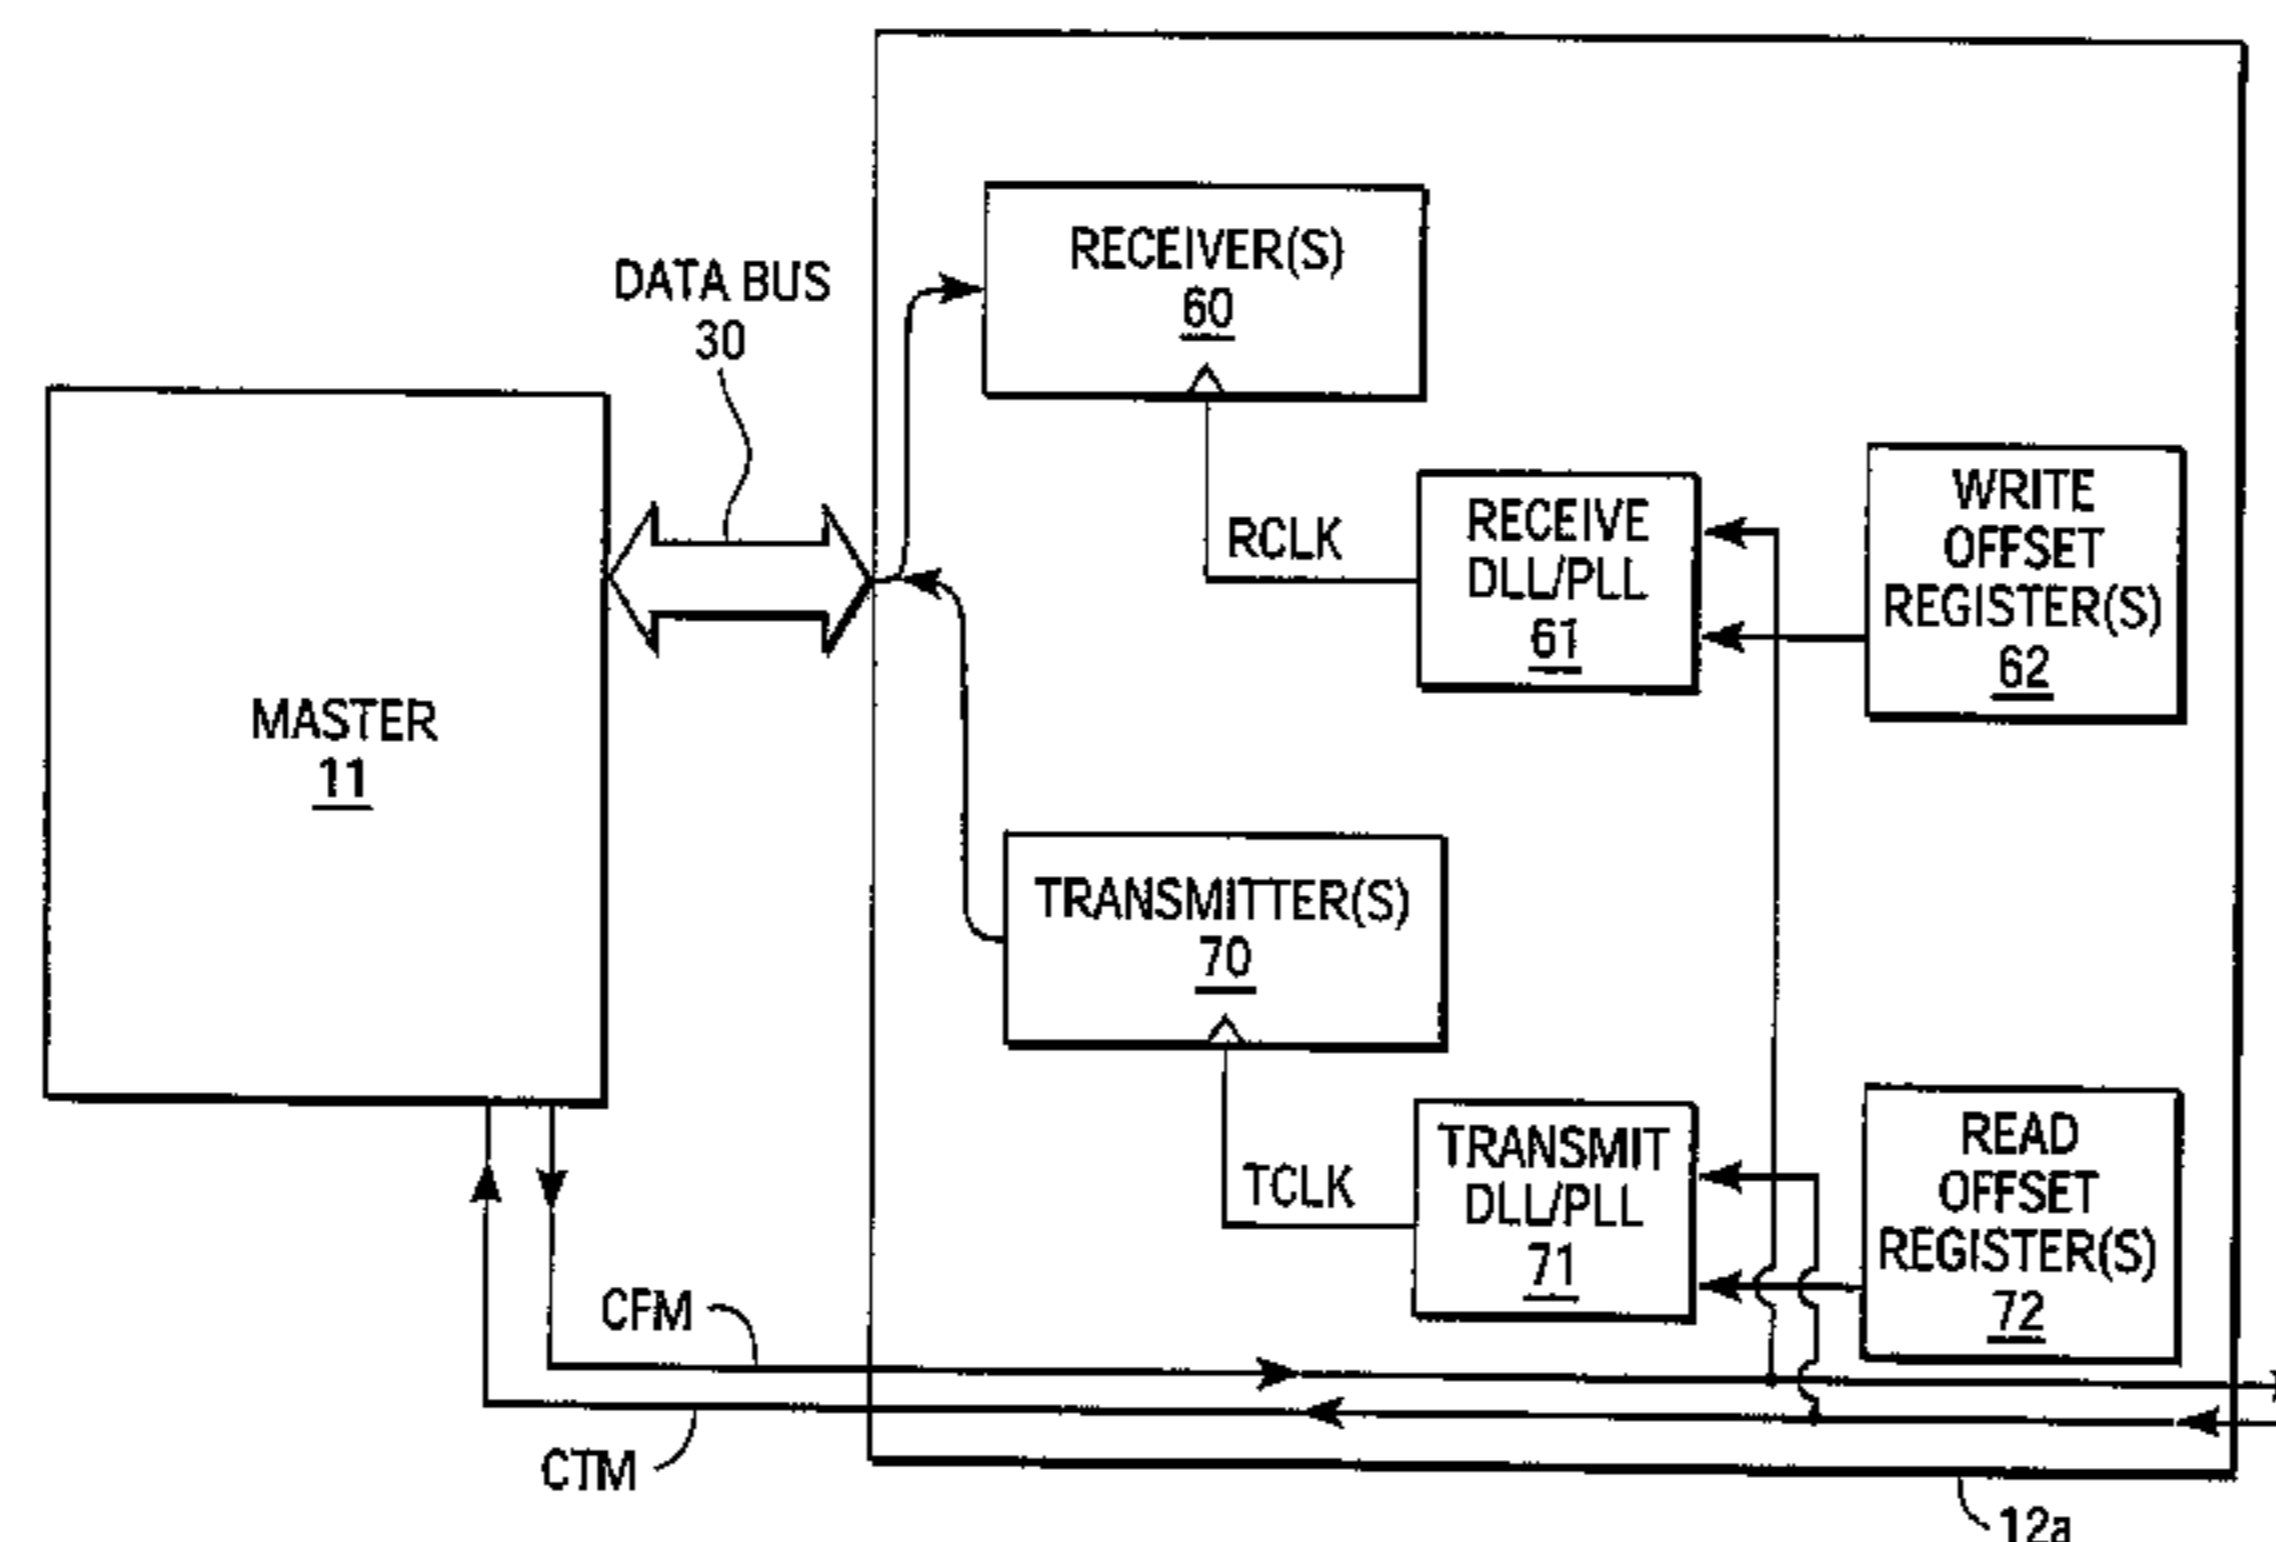 RECEIVER(S)
60
DATA BUS
30
WRITE
OFFSET
REGISTER(S)
62
RECEIVE
DLL/PLL
61
RCLK
MASTER
11
TRANSMITTER(S)
70
READ
OFFSET
REGISTER(S)
72
TRANSMIT
DLL/PLL
71
TCLK
CFM
CTM
12a